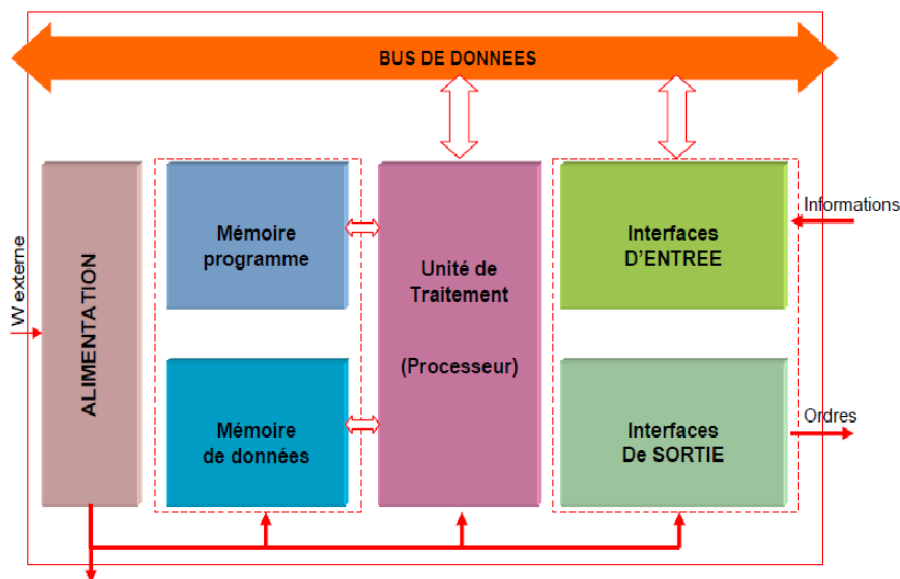 BUS DE DONNEES
W externe
ALIMENTATION
Mémoire
programme
Mémoire
de données
Unité de
Traitement
(Processeur)
Interfaces
D'ENTREE
Interfaces
De SORTIE
Informations
Ordres